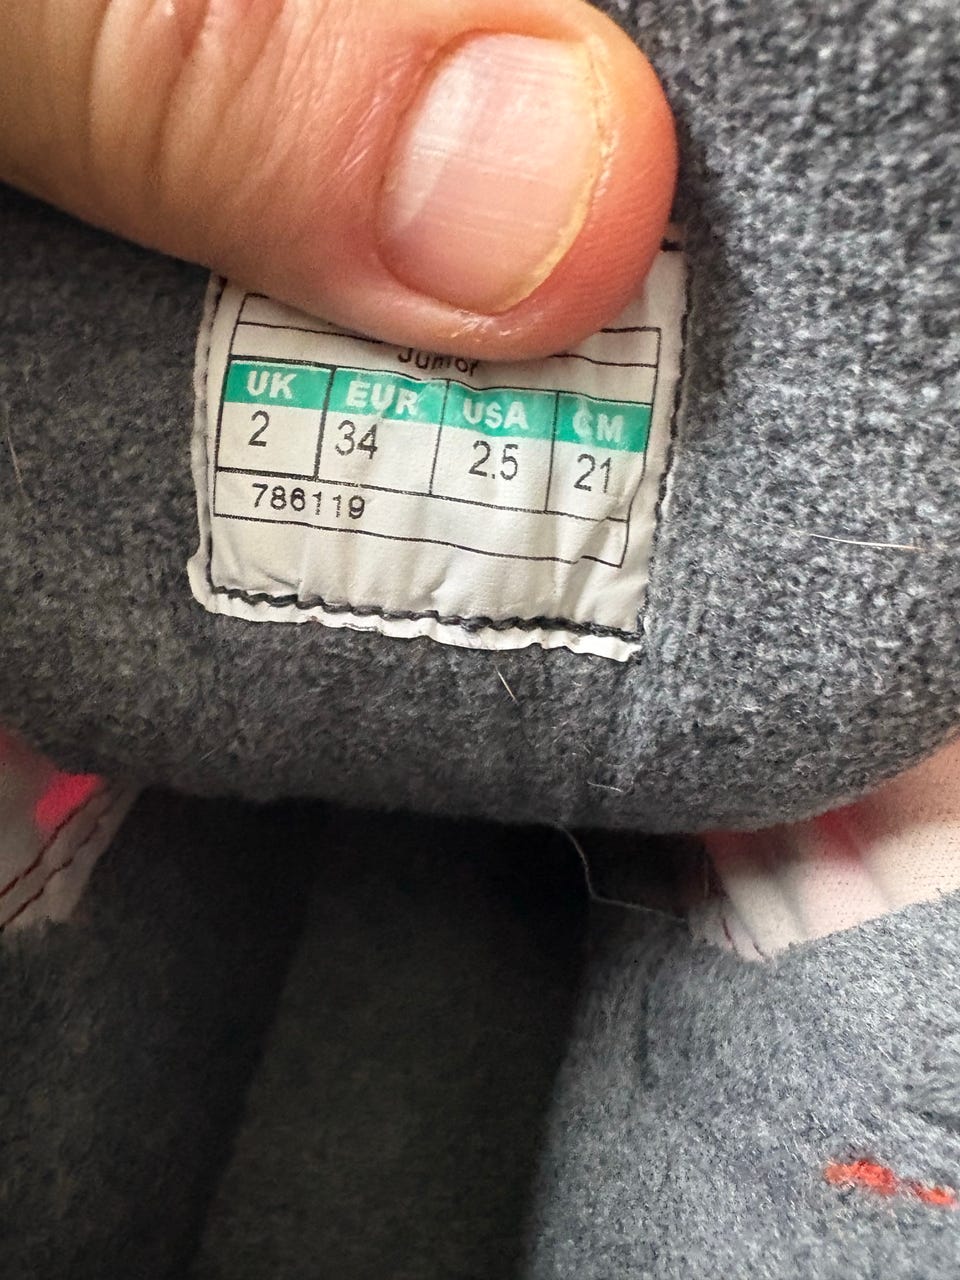 Junior
UK EUR USA CM
2 34 2.5 21
786119